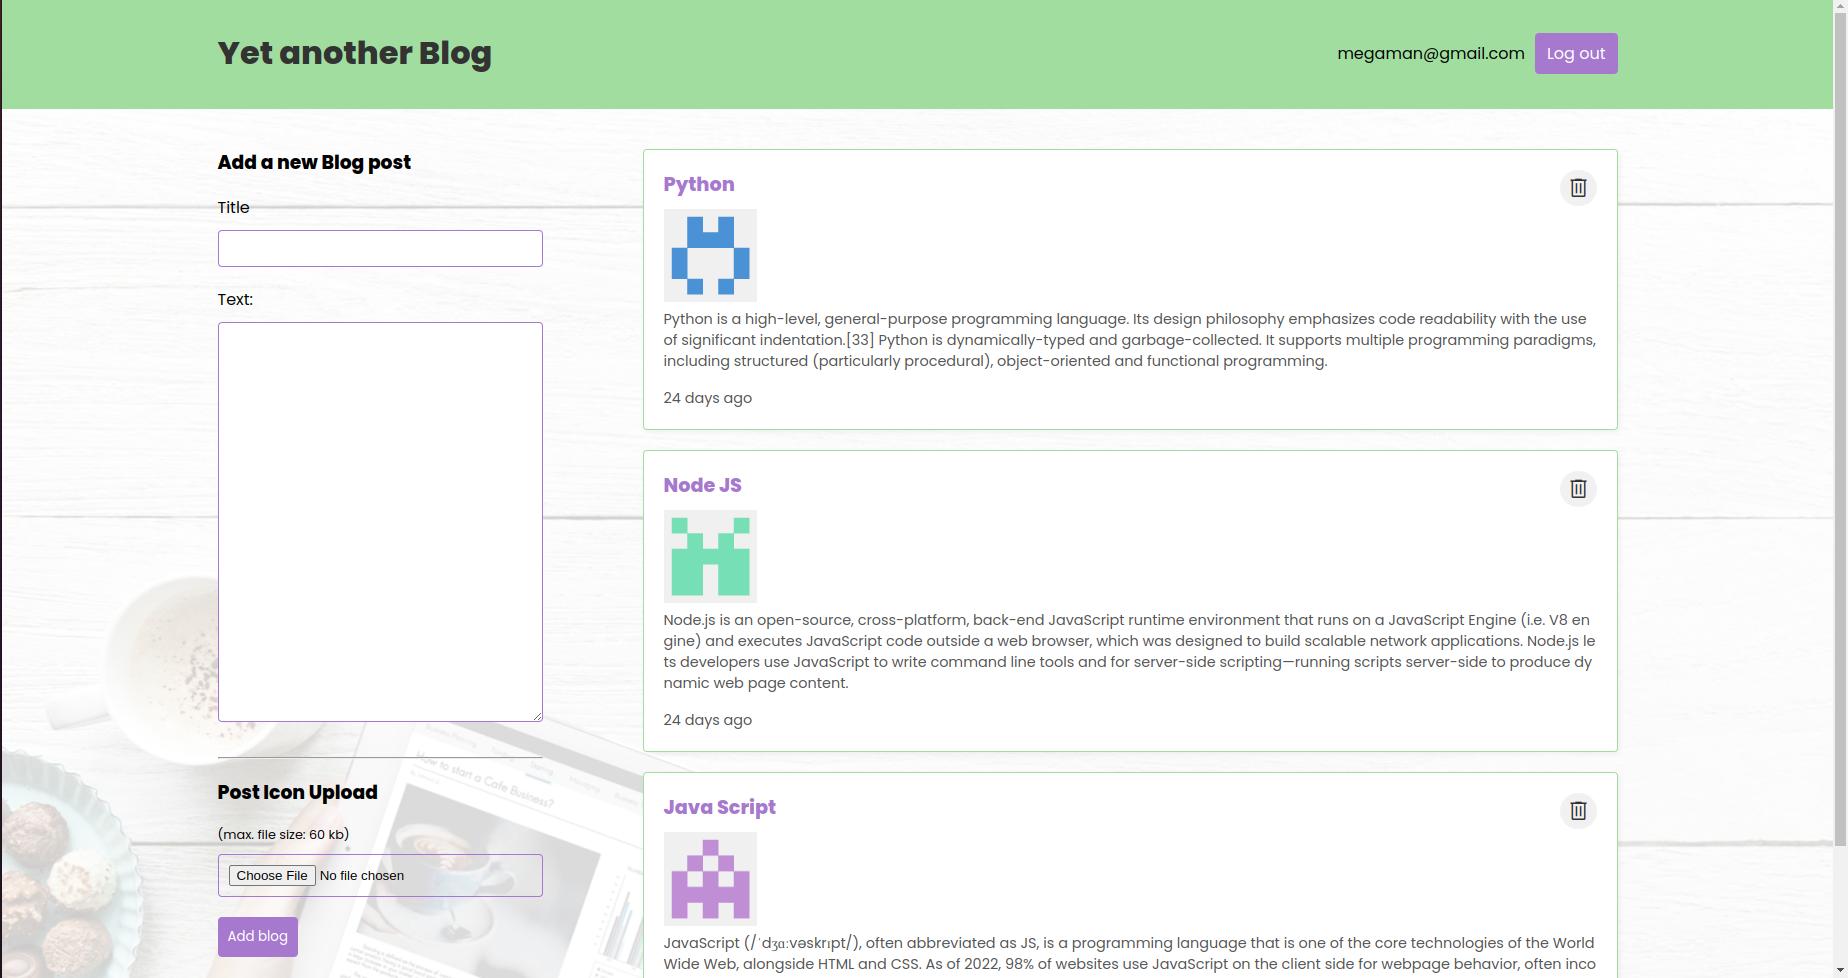 Yet another Blog
megaman@gmail.com
Log out
Add a new Blog post
Title
Text:
Post Icon Upload
(max. file size: 60 kb)
Choose File No file chosen
Add blog
Python
Python is a high-level, general-purpose programming language. Its design philosophy emphasizes code readability with the use
of significant indentation.[33] Python is dynamically-typed and garbage-collected. It supports multiple programming paradigms,
including structured (particularly procedural), object-oriented and functional programming.
24 days ago
Node JS
Node.js is an open-source, cross-platform, back-end JavaScript runtime environment that runs on a JavaScript Engine (i.e. V8 en
gine) and executes JavaScript code outside a web browser, which was designed to build scalable network applications. Node.js le
ts developers use JavaScript to write command line tools and for server-side scripting—running scripts server-side to produce dy
namic web page content.
24 days ago
Java Script
JavaScript (/ˈdʒɑːvəskrɪpt/), often abbreviated as JS, is a programming language that is one of the core technologies of the World
Wide Web, alongside HTML and CSS. As of 2022, 98% of websites use JavaScript on the client side for webpage behavior, often inco
How to start a Cafe Business?